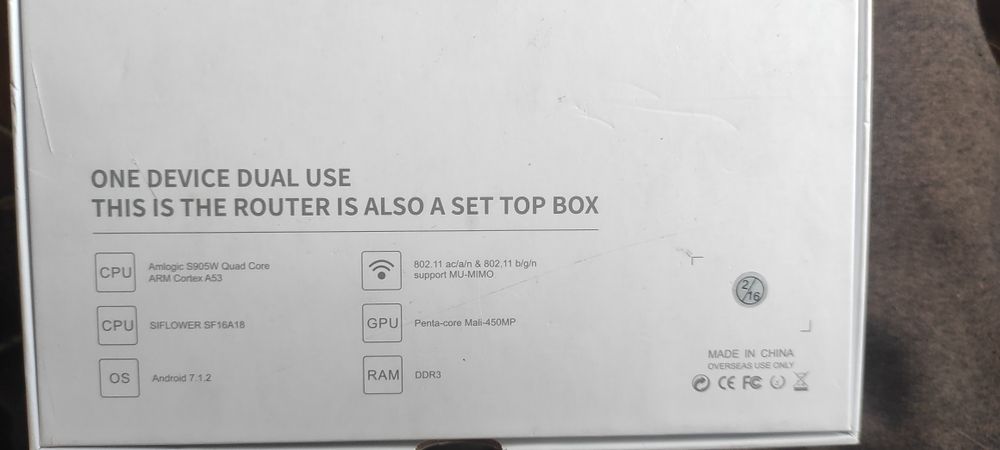 ONE DEVICE DUAL USE
THIS IS THE ROUTER IS ALSO A SET TOP BOX
CPU
Amlogic S905W Quad Core
ARM Cortex A53
802.11 ac/a/n & 802,11 b/g/n
support MU-MIMO
CPU
SIFLOWER SF16A18
GPU
Penta-core Mali-450MP
OS
Android 7.1.2
RAM
DDR3
2/16
MADE IN CHINA
OVERSEAS USE ONLY
CE FC